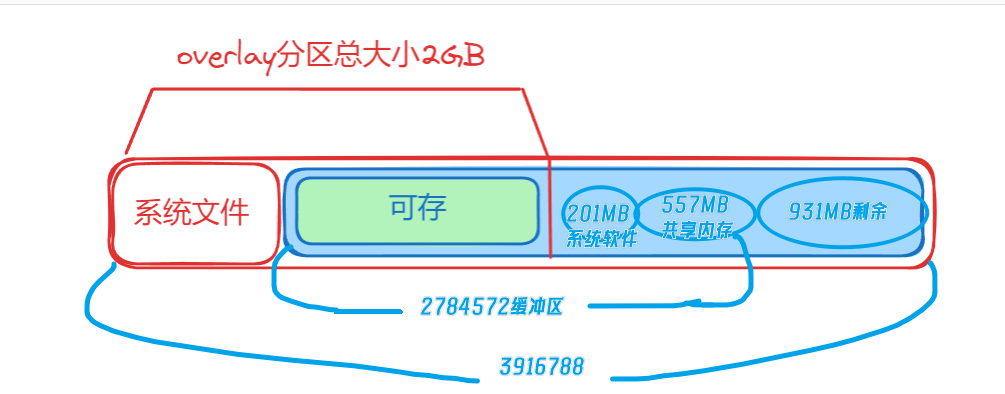 overlay分区总大小2GB
系统文件
可存
201MB
系统软件
557MB
共享内存
931MB剩余
2784572缓冲区
3916788